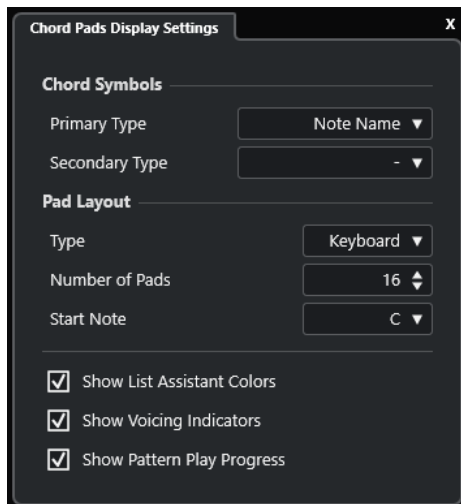 Chord Pads Display Settings X
Chord Symbols
Primary Type Note Name
Secondary Type -
Pad Layout
Type Keyboard
Number of Pads 16
Start Note C
Show List Assistant Colors
Show Voicing Indicators
Show Pattern Play Progress